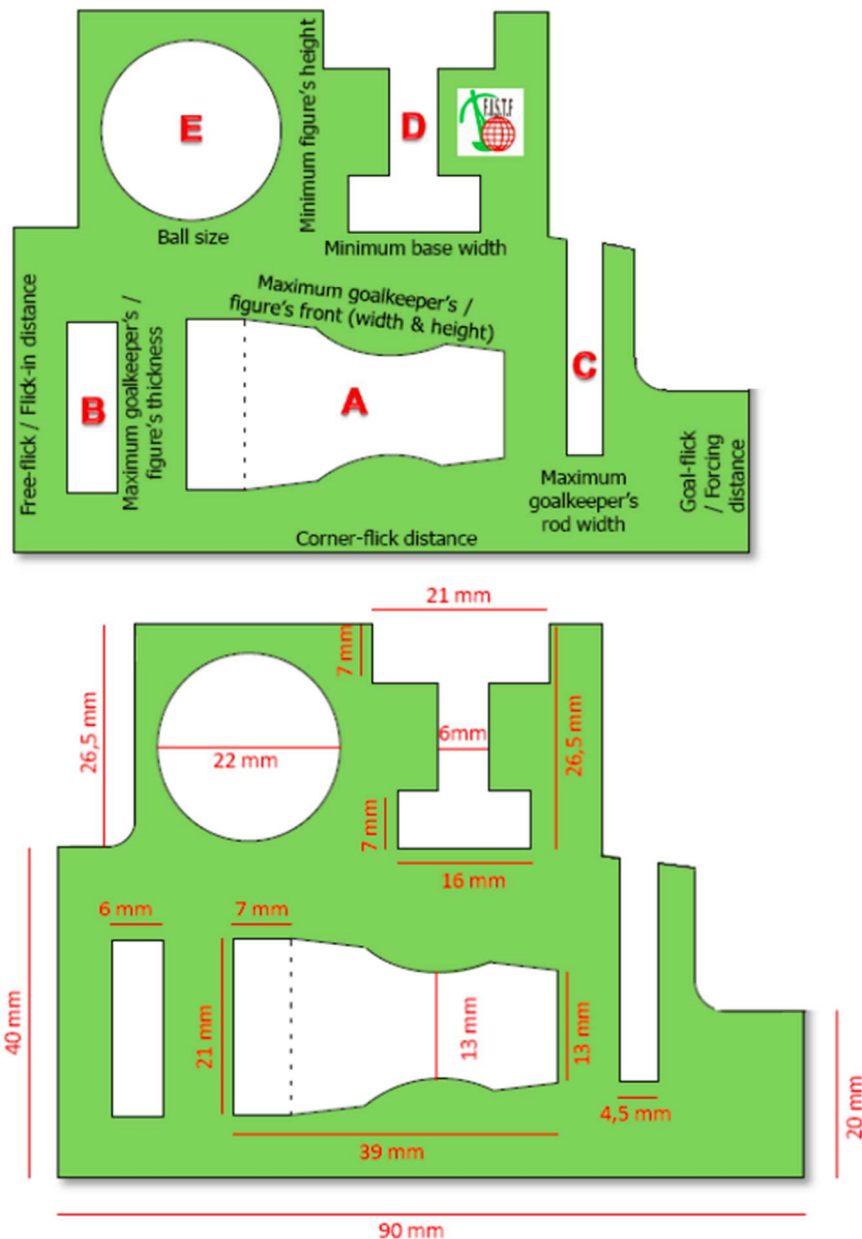 E
Minimum figure's height
D
F.I.S.T.F
Ball size
Minimum base width
Free-flick / Flick-in distance
B
Maximum goalkeeper's /
figure's thickness
Maximum goalkeeper's /
figure's front (width & height)
A
C
Maximum
goalkeeper's
rod width
Goal-flick
/ Forcing
distance
Corner-flick distance
21 mm
7 mm
26,5 mm
22 mm
6mm
26,5 mm
7 mm
16 mm
6 mm
7 mm
40 mm
21 mm
13 mm
13 mm
4,5 mm
20 mm
39 mm
90 mm